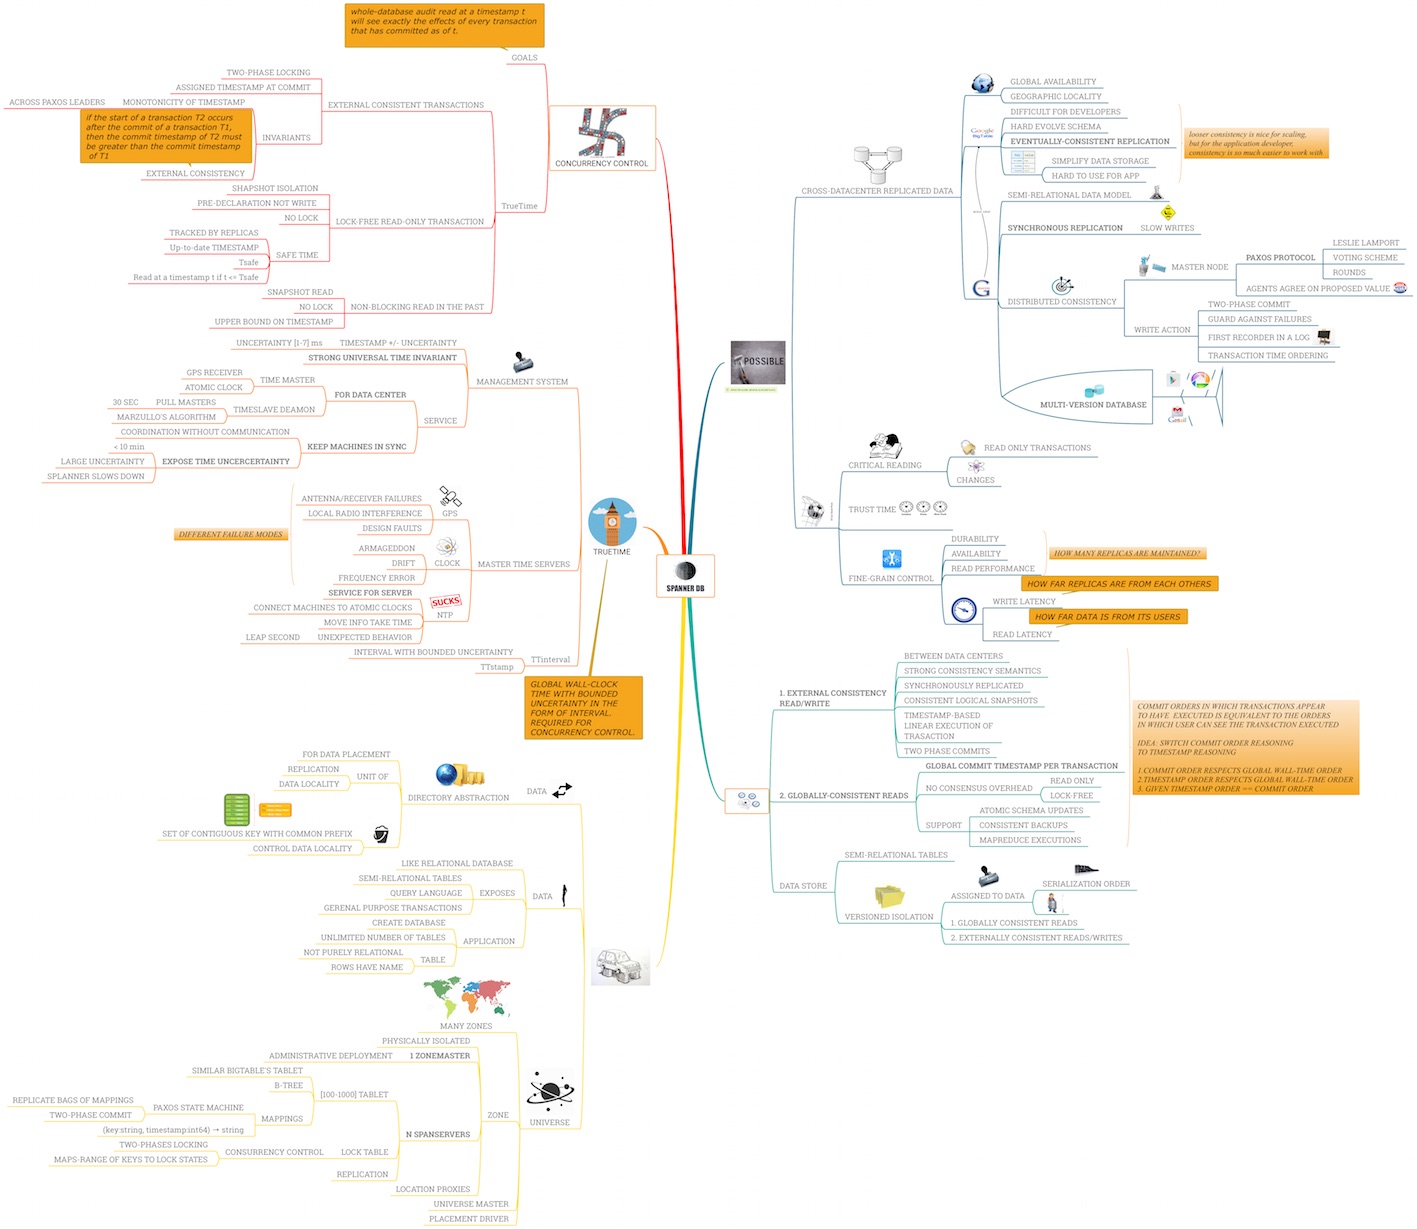 whole-database audit read at a timestamp t
will see exactly the effects of every transaction
that has committed as of t.
GOALS
TWO-PHASE LOCKING
ASSIGNED TIMESTAMP AT COMMIT
ACROSS PAXOS LEADERS
MONOTONICITY OF TIMESTAMP
EXTERNAL CONSISTENT TRANSACTIONS
if the start of a transaction T2 occurs
after the commit of a transaction T1,
then the commit timestamp of T2 must
be greater than the commit timestamp
of T1
INVARIANTS
EXTERNAL CONSISTENCY
CONCURRENCY CONTROL
SHAPSHOT ISOLATION
PRE-DECLARATION NOT WRITE
NO LOCK
LOCK-FREE READ-ONLY TRANSACTION
TrueTime
TRACKED BY REPLICAS
Up-to-date TIMESTAMP
SAFE TIME
Tsafe
Read at a timestamp t if t <= Tsafe
SNAPSHOT READ
NO LOCK
NON-BLOCKING READ IN THE PAST
UPPER BOUND ON TIMESTAMP
UNCERTAINTY [1-7] ms
TIMESTAMP +/- UNCERTAINTY
STRONG UNIVERSAL TIME INVARIANT
MANAGEMENT SYSTEM
GPS RECEIVER
TIME MASTER
ATOMIC CLOCK
FOR DATA CENTER
30 SEC
PULL MASTERS
TIMESLAVE DEAMON
MARZULLO'S ALGORITHM
SERVICE
COORDINATION WITHOUT COMMUNICATION
KEEP MACHINES IN SYNC
< 10 min
LARGE UNCERTAINTY
EXPOSE TIME UNCERCERTAINTY
SPLANNER SLOWS DOWN
ANTENNA/RECEIVER FAILURES
LOCAL RADIO INTERFERENCE
GPS
DESIGN FAULTS
DIFFERENT FAILURE MODES
ARMAGEDDON
DRIFT
CLOCK
MASTER TIME SERVERS
FREQUENCY ERROR
SERVICE FOR SERVER
SUCKS
CONNECT MACHINES TO ATOMIC CLOCKS
NTP
MOVE INFO TAKE TIME
LEAP SECOND
UNEXPECTED BEHAVIOR
INTERVAL WITH BOUNDED UNCERTAINTY
TTinterval
TTstamp
TRUETIME
GLOBAL WALL-CLOCK
TIME WITH BOUNDED
UNCERTAINTY IN THE
FORM OF INTERVAL.
REQUIRED FOR
CONCURRENCY CONTROL.
SPANNER DB
FOR DATA PLACEMENT
REPLICATION
UNIT OF
DATA LOCALITY
DIRECTORY ABSTRACTION
DATA
SET OF CONTIGUOUS KEY WITH COMMON PREFIX
CONTROL DATA LOCALITY
LIKE RELATIONAL DATABASE
SEMI-RELATIONAL TABLES
QUERY LANGUAGE
EXPOSES
DATA
GERENAL PURPOSE TRANSACTIONS
CREATE DATABASE
UNLIMITED NUMBER OF TABLES
APPLICATION
NOT PURELY RELATIONAL
TABLE
ROWS HAVE NAME
MANY ZONES
PHYSICALLY ISOLATED
ADMINISTRATIVE DEPLOYMENT
1 ZONEMASTER
SIMILAR BIGTABLE'S TABLET
B-TREE
[100-1000] TABLET
REPLICATE BAGS OF MAPPINGS
PAXOS STATE MACHINE
TWO-PHASE COMMIT
MAPPINGS
(key:string, timestamp:int64) → string
ZONE
UNIVERSE
N SPANSERVERS
TWO-PHASES LOCKING
CONSURRENCY CONTROL
LOCK TABLE
MAPS-RANGE OF KEYS TO LOCK STATES
REPLICATION
LOCATION PROXIES
UNIVERSE MASTER
PLACEMENT DRIVER
GLOBAL AVAILABILITY
GEOGRAPHIC LOCALITY
DIFFICULT FOR DEVELOPERS
Google
HARD EVOLVE SCHEMA
EVENTUALLY-CONSISTENT REPLICATION
SIMPLIFY DATA STORAGE
HARD TO USE FOR APP
looser consistency is nice for scaling,
but for the application developer,
consistency is so much easier to work with
CROSS-DATACENTER REPLICATED DATA
SEMI-RELATIONAL DATA MODEL
SYNCHRONOUS REPLICATION
SLOW WRITES
G
DISTRIBUTED CONSISTENCY
MASTER NODE
PAXOS PROTOCOL
LESLIE LAMPORT
VOTING SCHEME
ROUNDS
AGENTS AGREE ON PROPOSED VALUE
WRITE ACTION
TWO-PHASE COMMIT
GUARD AGAINST FAILURES
FIRST RECORDER IN A LOG
TRANSACTION TIME ORDERING
MULTI-VERSION DATABASE
Gmail
POSSIBLE
CRITICAL READING
READ ONLY TRANSACTIONS
CHANGES
TRUST TIME
FINE-GRAIN CONTROL
DURABILITY
AVAILABILTY
READ PERFORMANCE
HOW MANY REPLICAS ARE MAINTAINED?
HOW FAR REPLICAS ARE FROM EACH OTHERS
WRITE LATENCY
HOW FAR DATA IS FROM ITS USERS
READ LATENCY
1. EXTERNAL CONSISTENCY
READ/WRITE
BETWEEN DATA CENTERS
STRONG CONSISTENCY SEMANTICS
SYNCHRONOUSLY REPLICATED
CONSISTENT LOGICAL SNAPSHOTS
TIMESTAMP-BASED
LINEAR EXECUTION OF
TRASACTION
TWO PHASE COMMITS
2. GLOBALLY-CONSISTENT READS
GLOBAL COMMIT TIMESTAMP PER TRANSACTION
NO CONSENSUS OVERHEAD
READ ONLY
LOCK-FREE
SUPPORT
ATOMIC SCHEMA UPDATES
CONSISTENT BACKUPS
MAPREDUCE EXECUTIONS
COMMIT ORDERS IN WHICH TRANSACTIONS APPEAR
TO HAVE EXECUTED IS EQUIVALENT TO THE ORDERS
IN WHICH USER CAN SEE THE TRANSACTION EXECUTED
IDEA: SWITCH COMMIT ORDER REASONING
TO TIMESTAMP REASONING
1.COMMIT ORDER RESPECTS GLOBAL WALL-TIME ORDER
2.TIMESTAMP ORDER RESPECTS GLOBAL WALL-TIME ORDER
3. GIVEN TIMESTAMP ORDER == COMMIT ORDER
DATA STORE
SEMI-RELATIONAL TABLES
VERSIONED ISOLATION
ASSIGNED TO DATA
SERIALIZATION ORDER
1. GLOBALLY CONSISTENT READS
2. EXTERNALLY CONSISTENT READS/WRITES